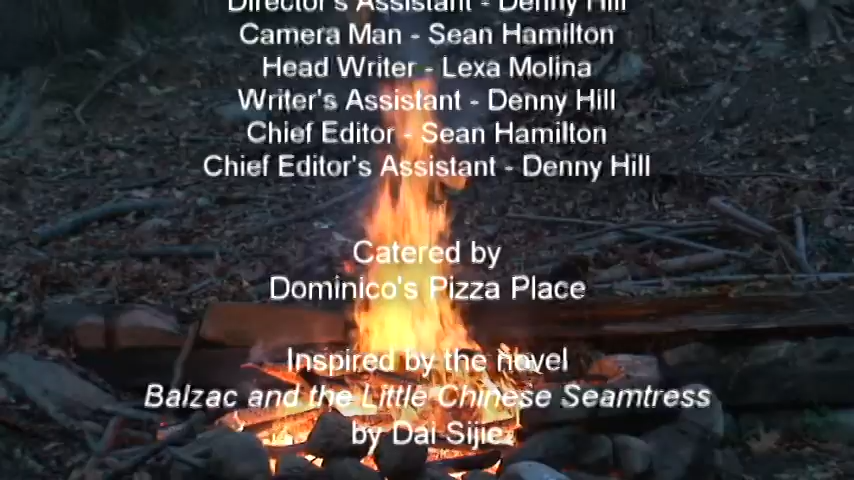 Director's Assistant - Denny Hill
Camera Man - Sean Hamilton
Head Writer - Lexa Molina
Writer's Assistant - Denny Hill
Chief Editor - Sean Hamilton
Chief Editor's Assistant - Denny Hill
Catered by
Dominico's Pizza Place
Inspired by the novel
Balzac and the Little Chinese Seamtress
by Dai Sijie